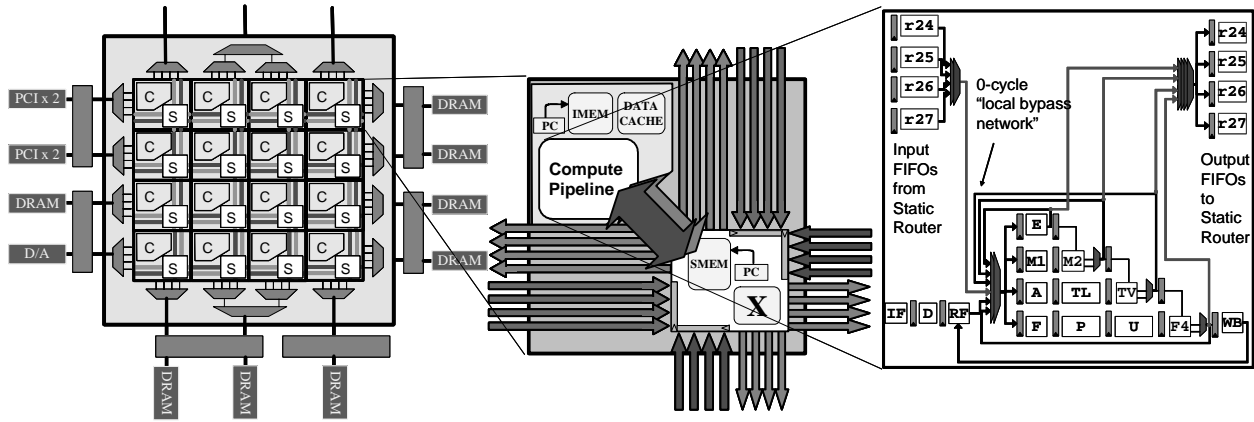 PCI x 2
PCI x 2
DRAM
D/A
C C C C
S S S S
C C C C
S S S S
C C C C
S S S S
C C C C
S S S S
DRAM
DRAM
DRAM
DRAM
DRAM
DRAM
DRAM
PC
IMEM
DATA
CACHE
Compute
Pipeline
SMEM
PC
X
r24
r25
r26
r27
Input
FIFOs
from
Static
Router
0-cycle
“local bypass
network”
r24
r25
r26
r27
Output
FIFOs
to
Static
Router
E
M1 M2
A TL TV
IF D RF
F P U F4 WB